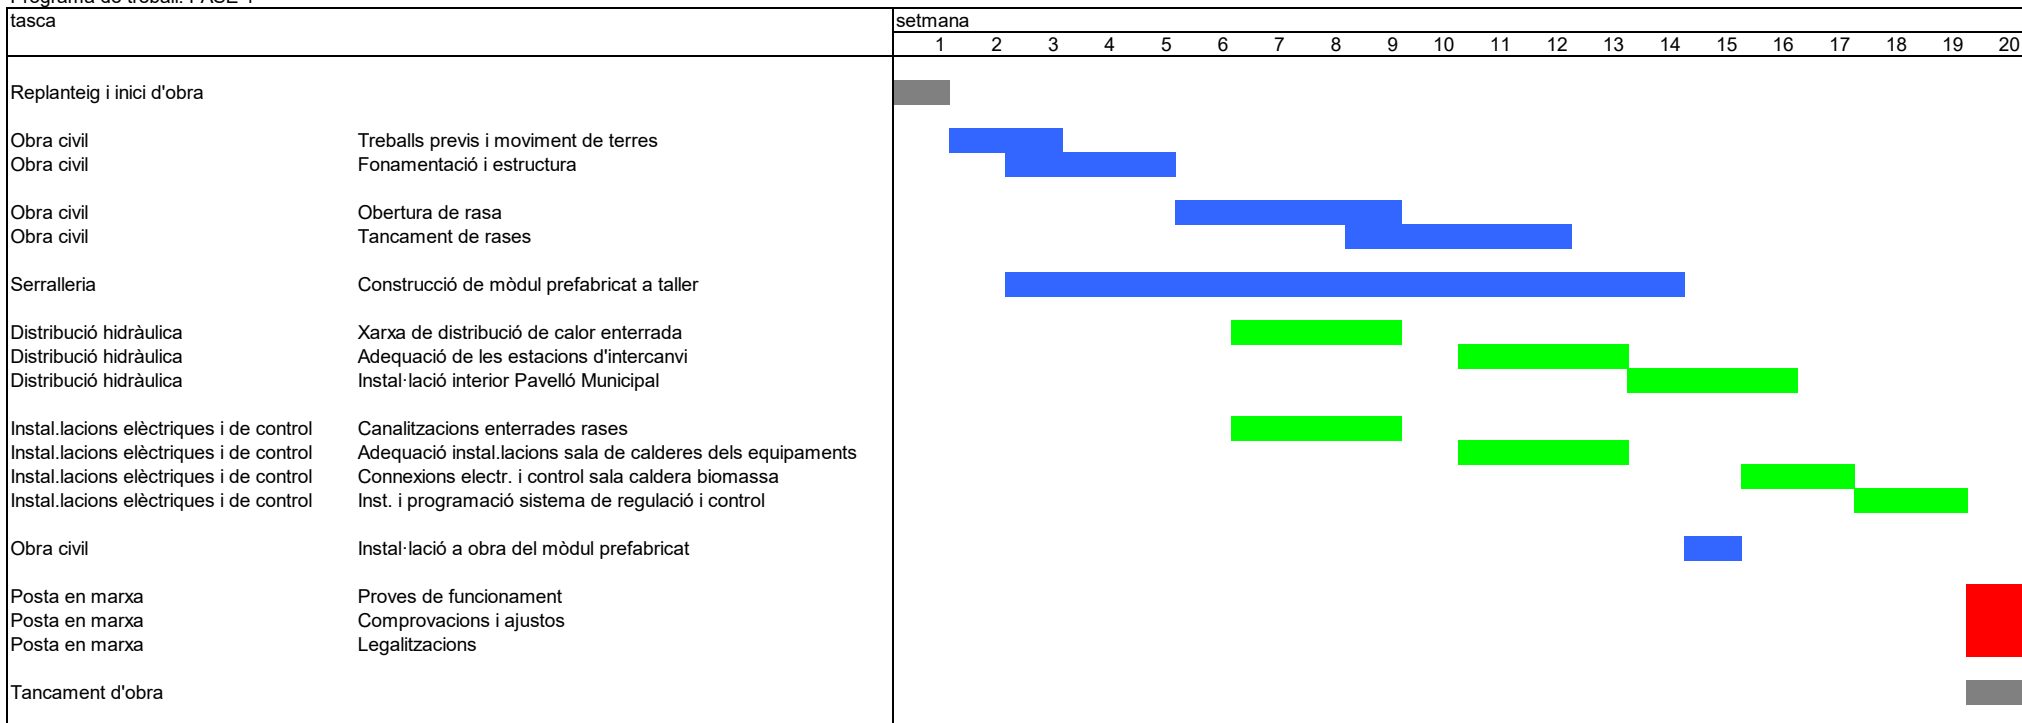 tasca setmana
1 2 3 4 5 6 7 8 9 10 11 12 13 14 15 16 17 18 19 20
Replanteig i inici d'obra
Obra civil Treballs previs i moviment de terres
Obra civil Fonamentació i estructura
Obra civil Obertura de rasa
Obra civil Tancament de rases
Serralleria Construcció de mòdul prefabricat a taller
Distribució hidràulica Xarxa de distribució de calor enterrada
Distribució hidràulica Adequació de les estacions d'intercanvi
Distribució hidràulica Instal·lació interior Pavelló Municipal
Instal.lacions elèctriques i de control Canalitzacions enterrades rases
Instal.lacions elèctriques i de control Adequació instal.lacions sala de calderes dels equipaments
Instal.lacions elèctriques i de control Connexions electr. i control sala caldera biomassa
Instal.lacions elèctriques i de control Inst. i programació sistema de regulació i control
Obra civil Instal·lació a obra del mòdul prefabricat
Posta en marxa Proves de funcionament
Posta en marxa Comprovacions i ajustos
Posta en marxa Legalitzacions
Tancament d'obra